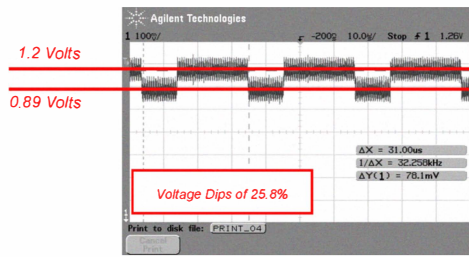 Agilent Technologies
1 100▽/ -200▽ 10.0▽/ Stop 1 1.26V
1.2 Volts
0.89 Volts
ΔX = 31.00us
1/ΔX = 32.258kHz
ΔY(1) = 78.1mV
Voltage Dips of 25.8%
Print to disk file: PRINT_04
Cancel
Print